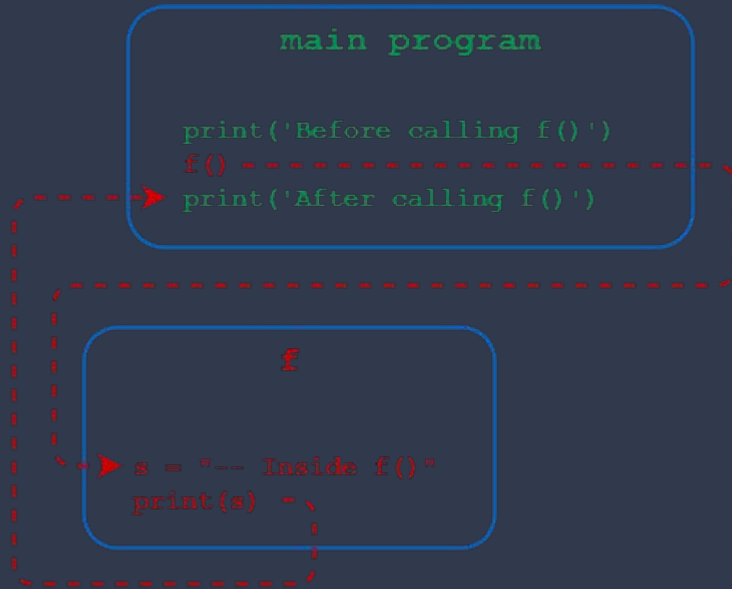 main program
print('Before calling f()')
f()
print('After calling f()')
f
s = "-- Inside f()"
print(s)